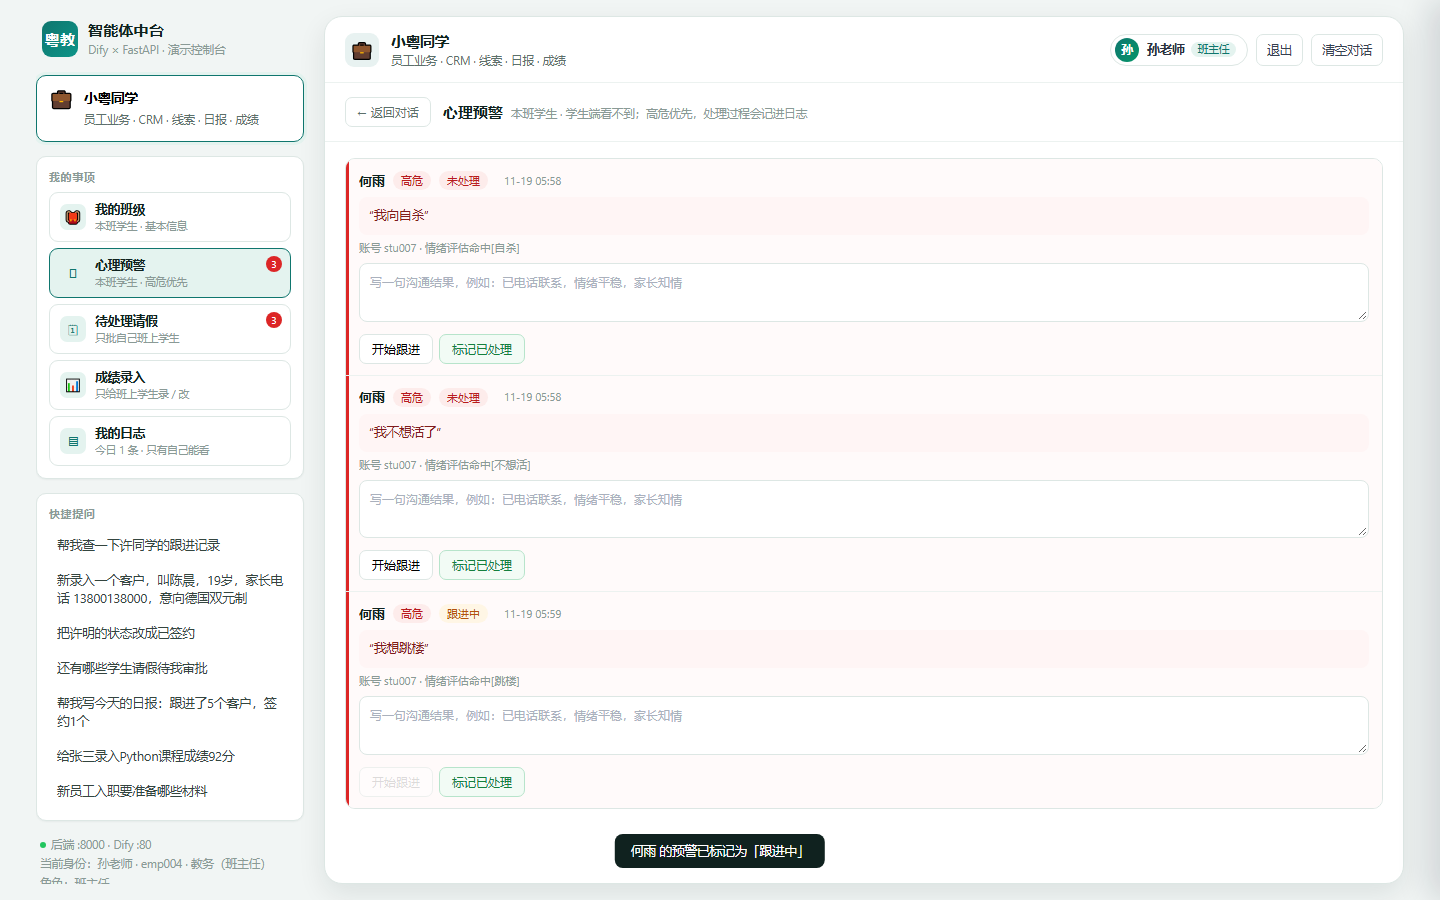 粤教
智能体中台
Dify × FastAPI · 演示控制台
小粤同学
员工业务 · CRM · 线索 · 日报 · 成绩
我的事项
我的班级
本班学生 · 基本信息
心理预警
本班学生 · 高危优先
3
待处理请假
只批自己班上学生
3
成绩录入
只给班上学生录 / 改
我的日志
今日 1 条 · 只有自己能看
快捷提问
帮我查一下许同学的跟进记录
新录入一个客户，叫陈晨，19岁，家长电
话 13800138000，意向德国双元制
把许明的状态改成已签约
还有哪些学生请假待我审批
帮我写今天的日报：跟进了5个客户，签
约1个
给张三录入Python课程成绩92分
新员工入职要准备哪些材料
后端 :8000 · Dify :80
当前身份：孙老师 · emp004 · 教务（班主任）
角色：班主任
小粤同学
员工业务 · CRM · 线索 · 日报 · 成绩
孙
孙老师
班主任
退出
清空对话
← 返回对话
心理预警
本班学生 · 学生端看不到；高危优先，处理过程会记进日志
何雨 高危 未处理 11-19 05:58
“我向自杀”
账号 stu007 · 情绪评估命中[自杀]
写一句沟通结果，例如：已电话联系，情绪平稳，家长知情
开始跟进 标记已处理
何雨 高危 未处理 11-19 05:58
“我不想活了”
账号 stu007 · 情绪评估命中[不想活]
写一句沟通结果，例如：已电话联系，情绪平稳，家长知情
开始跟进 标记已处理
何雨 高危 跟进中 11-19 05:59
“我想跳楼”
账号 stu007 · 情绪评估命中[跳楼]
写一句沟通结果，例如：已电话联系，情绪平稳，家长知情
开始跟进 标记已处理
何雨 的预警已标记为「跟进中」